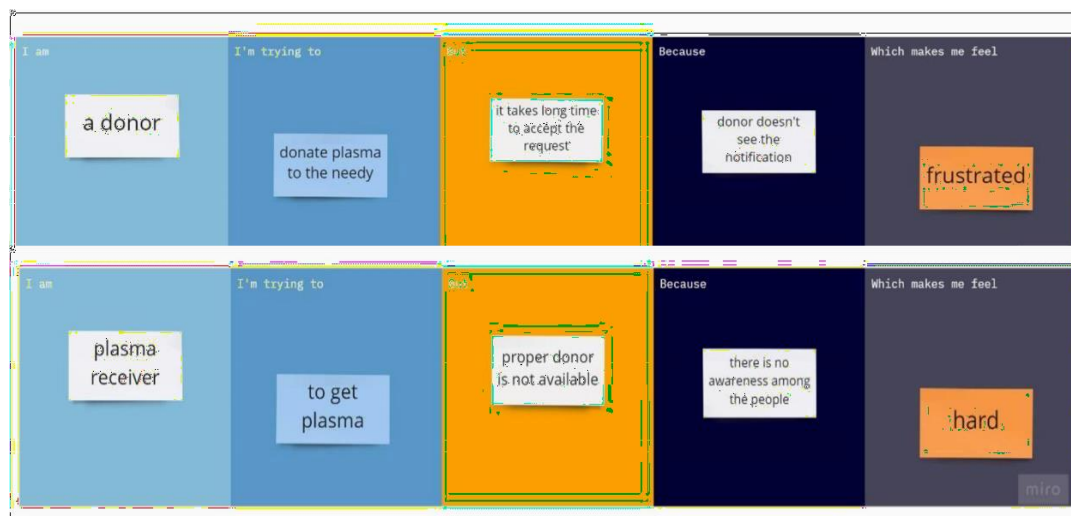 I am
a donor
I'm trying to
donate plasma
to the needy
but
it takes long time
to accept the
request
Because
donor doesn't
see the
notification
Which makes me feel
frustrated
I am
plasma
receiver
I'm trying to
to get
plasma
but
proper donor
is not available
Because
there is no
awareness among
the people
Which makes me feel
hard
miro